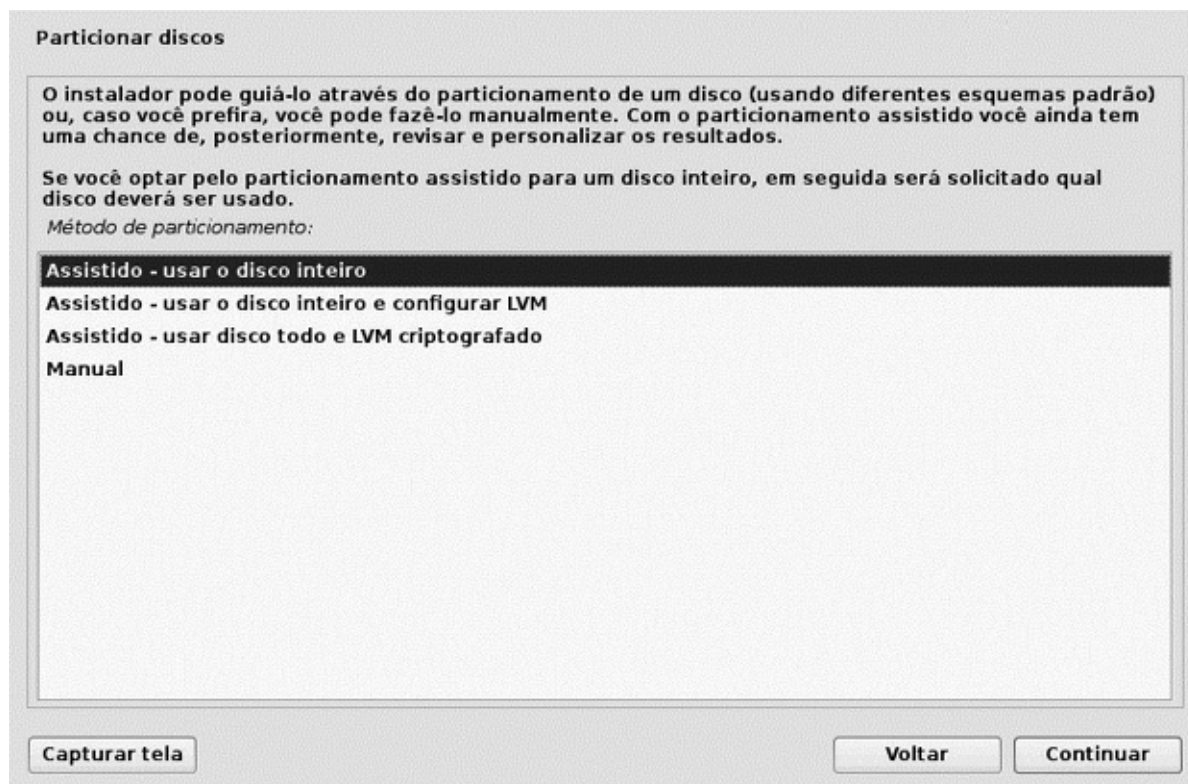 Particionar discos
O instalador pode guiá-lo através do particionamento de um disco (usando diferentes esquemas padrão)
ou, caso você prefira, você pode fazê-lo manualmente. Com o particionamento assistido você ainda tem
uma chance de, posteriormente, revisar e personalizar os resultados.
Se você optar pelo particionamento assistido para um disco inteiro, em seguida será solicitado qual
disco deverá ser usado.
Método de particionamento:
Assistido - usar o disco inteiro
Assistido - usar o disco inteiro e configurar LVM
Assistido - usar disco todo e LVM criptografado
Manual
Capturar tela
Voltar
Continuar